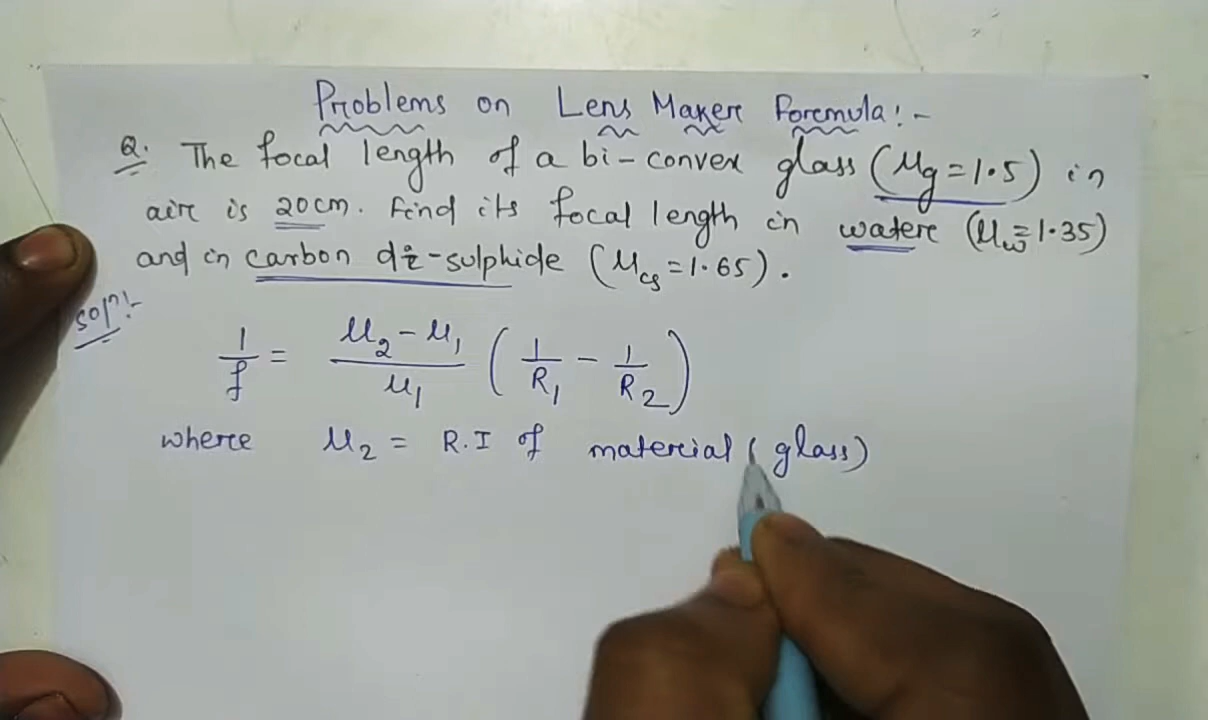 Problems on Lens Maker Formula:-
Q. The focal length of a bi-convex glass (μg=1.5) in
air is 20cm. Find its focal length in water (μw=1.35)
and in carbon di-sulphide (μcs=1.65).
Solⁿ:-
1/f = μ2-μ1/μ1 (1/R1 - 1/R2)
where μ2 = R.I of material (glass)